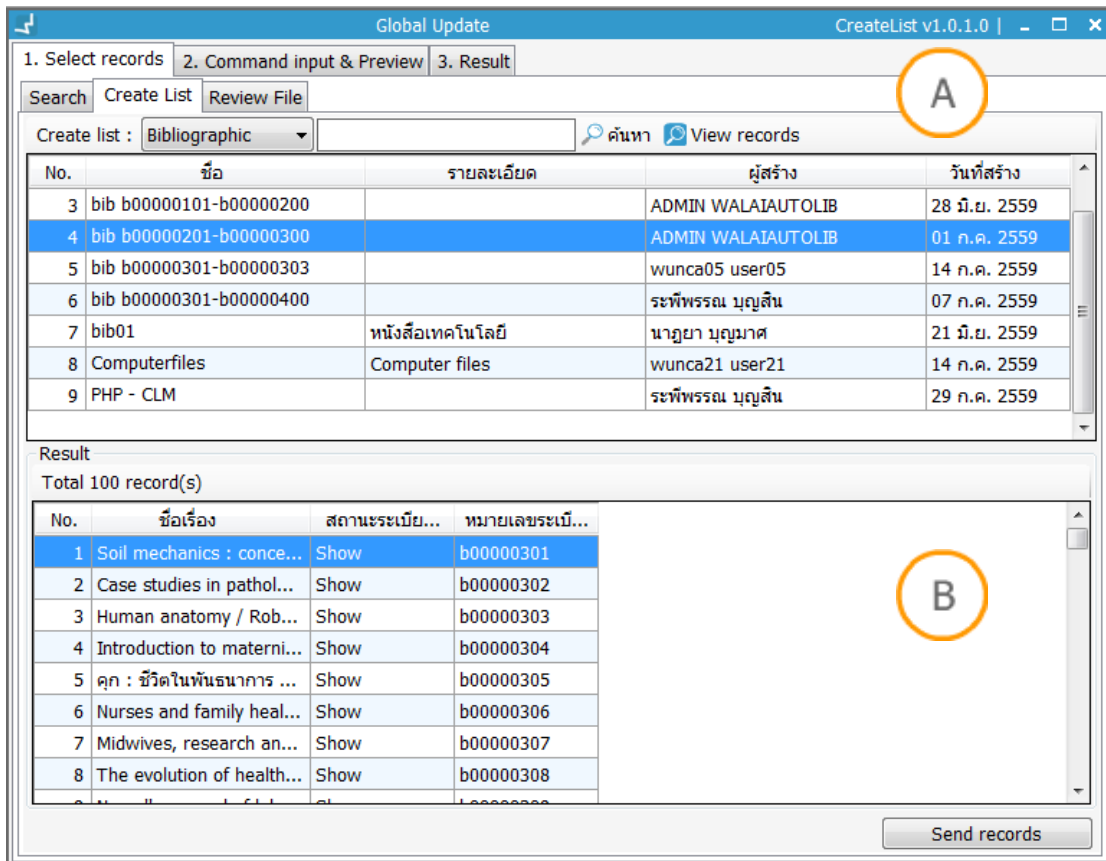 Global Update CreateList v1.0.1.0 |
1. Select records 2. Command input & Preview 3. Result
Search Create List Review File
A
Create list : Bibliographic ค้นหา View records
No. ชื่อ รายละเอียด ผู้สร้าง วันที่สร้าง
3 bib b00000101-b00000200 ADMIN WALAIAUTOLIB 28 มิ.ย. 2559
4 bib b00000201-b00000300 ADMIN WALAIAUTOLIB 01 ก.ค. 2559
5 bib b00000301-b00000303 wunca05 user05 14 ก.ค. 2559
6 bib b00000301-b00000400 ระพีพรรณ บุญสิน 07 ก.ค. 2559
7 bib01 หนังสือเทคโนโลยี นาฏยา บุญมาศ 21 มิ.ย. 2559
8 Computerfiles Computer files wunca21 user21 14 ก.ค. 2559
9 PHP - CLM ระพีพรรณ บุญสิน 29 ก.ค. 2559
Result
Total 100 record(s)
No. ชื่อเรื่อง สถานะระเบีย... หมายเลขระเบี...
1 Soil mechanics : conce... Show b00000301
2 Case studies in pathol... Show b00000302
3 Human anatomy / Rob... Show b00000303
B
4 Introduction to materni... Show b00000304
5 คุก : ชีวิตในพันธนาการ ... Show b00000305
6 Nurses and family heal... Show b00000306
7 Midwives, research an... Show b00000307
8 The evolution of health... Show b00000308
Send records